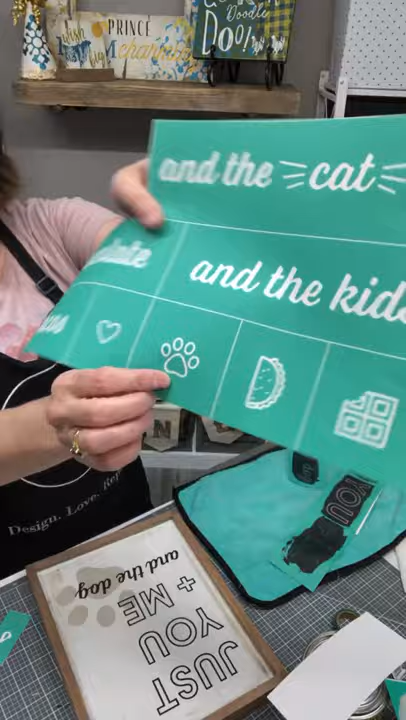 PRINCE
Charming
Doodle
Doo!
and the cat
and the kids
Design. Love. Rep
YOU
JUST
YOU
+ ME
and the dog